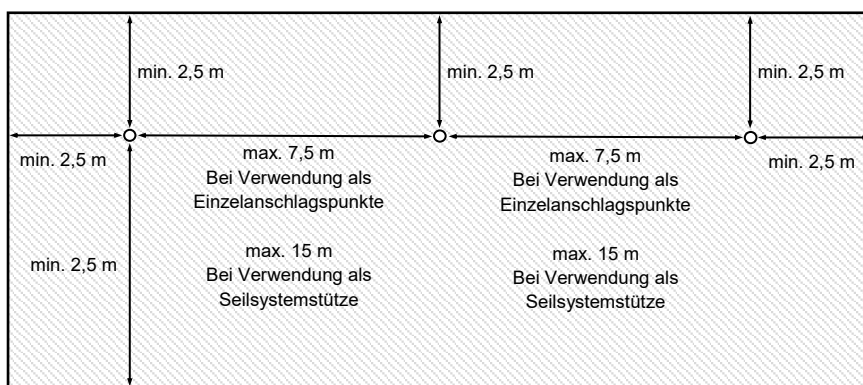 min. 2,5 m
min. 2,5 m
min. 2,5 m
min. 2,5 m
max. 7,5 m
Bei Verwendung als
Einzelanschlagspunkte
max. 7,5 m
Bei Verwendung als
Einzelanschlagspunkte
min. 2,5 m
min. 2,5 m
max. 15 m
Bei Verwendung als
Seilsystemstütze
max. 15 m
Bei Verwendung als
Seilsystemstütze